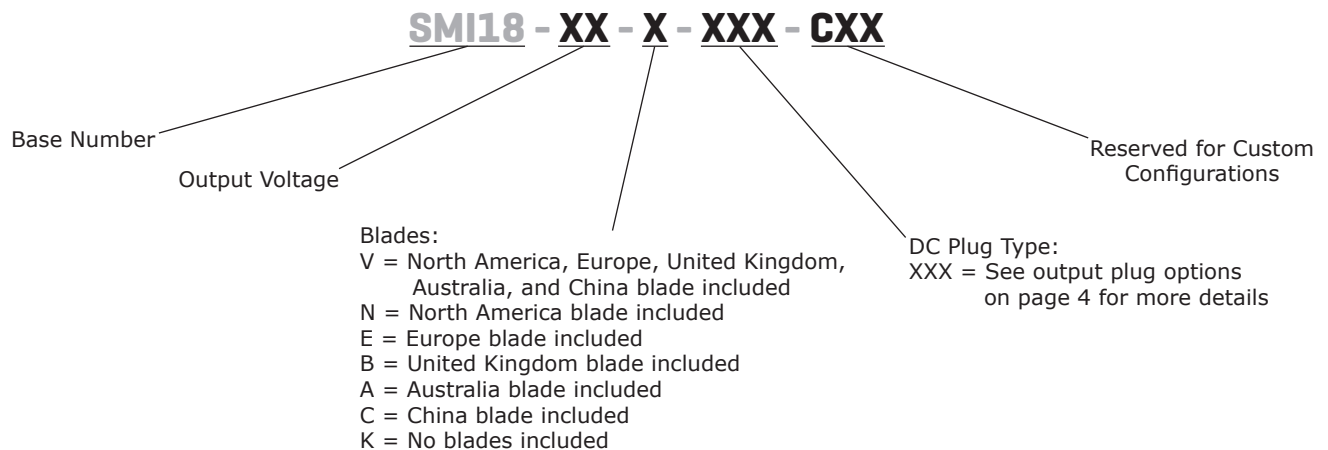 SMI18 - XX - X - XXX - CXX
Base Number
Output Voltage
Blades:
V = North America, Europe, United Kingdom,
Australia, and China blade included
N = North America blade included
E = Europe blade included
B = United Kingdom blade included
A = Australia blade included
C = China blade included
K = No blades included
DC Plug Type:
XXX = See output plug options
on page 4 for more details
Reserved for Custom
Configurations